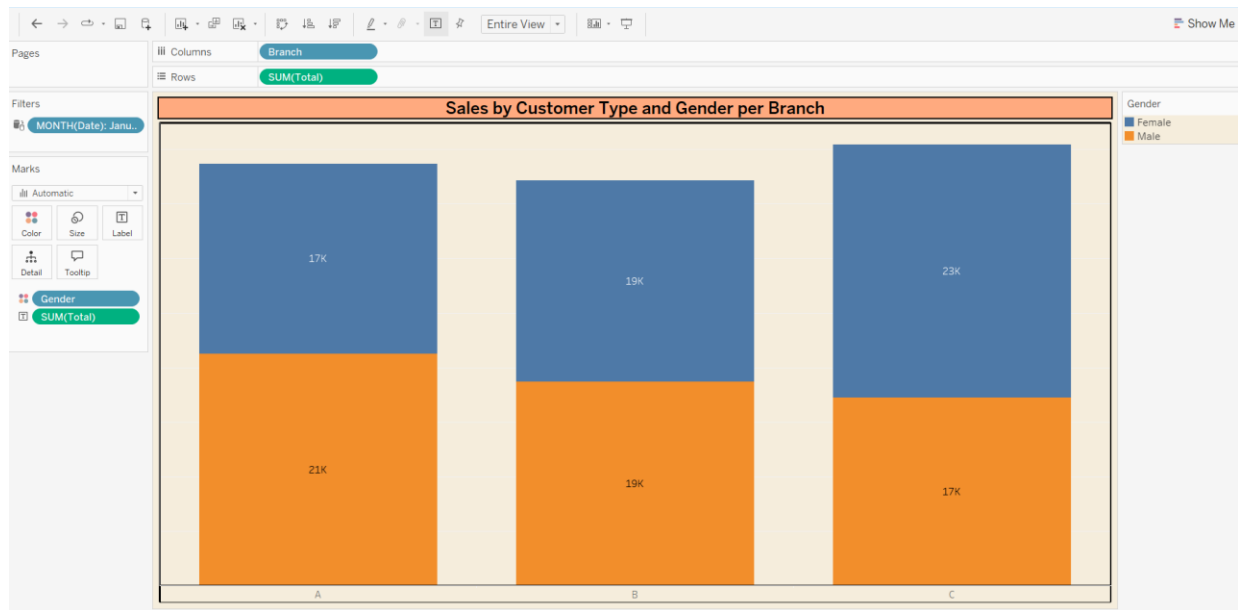 Entire View
Show Me
Pages
Columns
Branch
Rows
SUM(Total)
Filters
MONTH(Date): Janu..
Marks
Automatic
Color
Size
Label
Detail
Tooltip
Gender
SUM(Total)
Sales by Customer Type and Gender per Branch
17K
19K
23K
21K
19K
17K
A
B
C
Gender
Female
Male